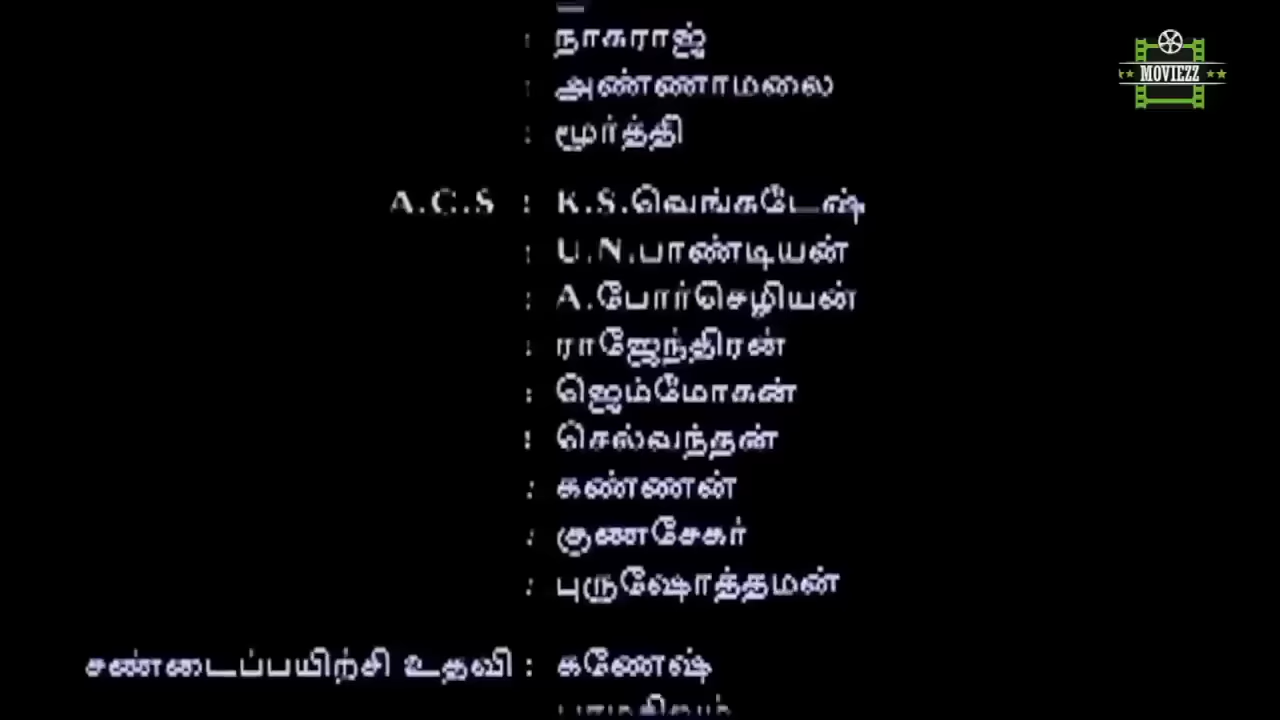 : நாகராஜ்
: அண்ணாமலை
: மூர்த்தி
MOVIEZZ
A.C.S : K.S.வெங்கடேஷ்
: U.N.பாண்டியன்
: A.போர்செழியன்
: ராஜேந்திரன்
: ஜெம்மோகன்
: செல்வந்தன்
: கண்ணன்
: குணசேகர்
: புருஷோத்தமன்
சண்டைப்பயிற்சி உதவி : கணேஷ்